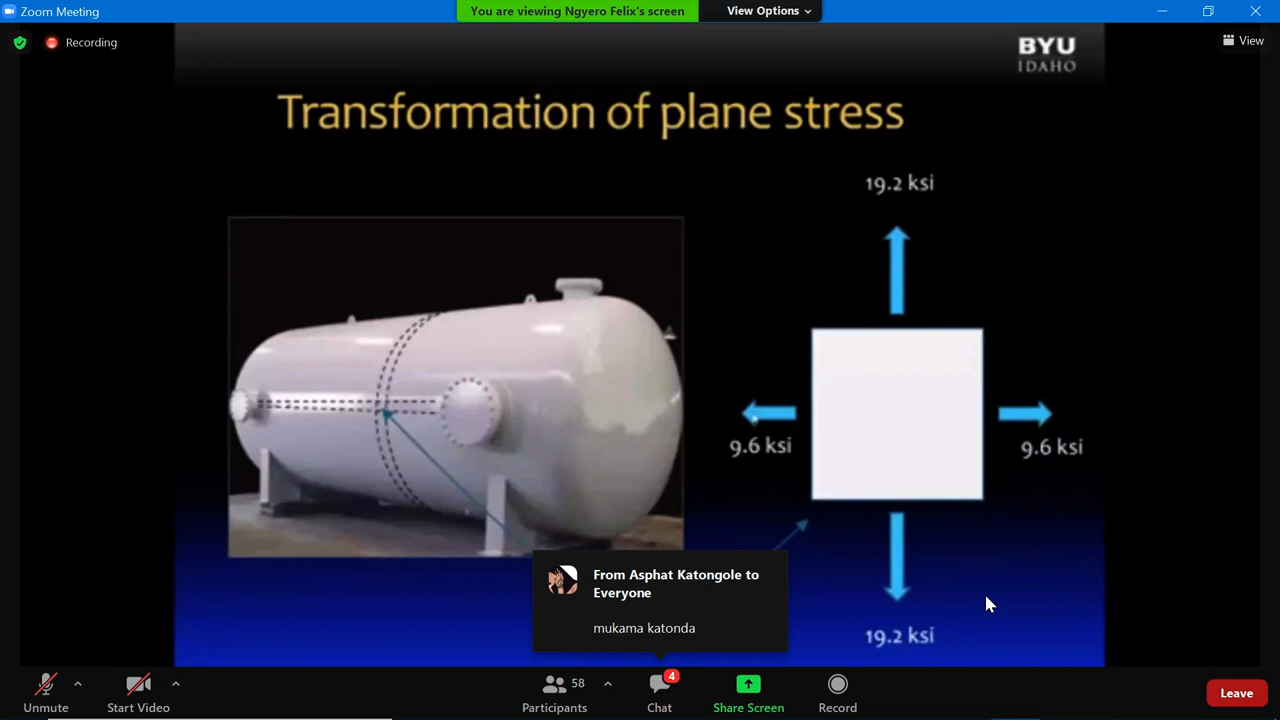 Zoom Meeting
You are viewing Ngyero Felix's screen
View Options
Recording
View
BYU
IDAHO
Transformation of plane stress
19.2 ksi
9.6 ksi
9.6 ksi
19.2 ksi
From Asphat Katongole to
Everyone
mukama katonda
Unmute
Start Video
58
Participants
4
Chat
Share Screen
Record
Leave